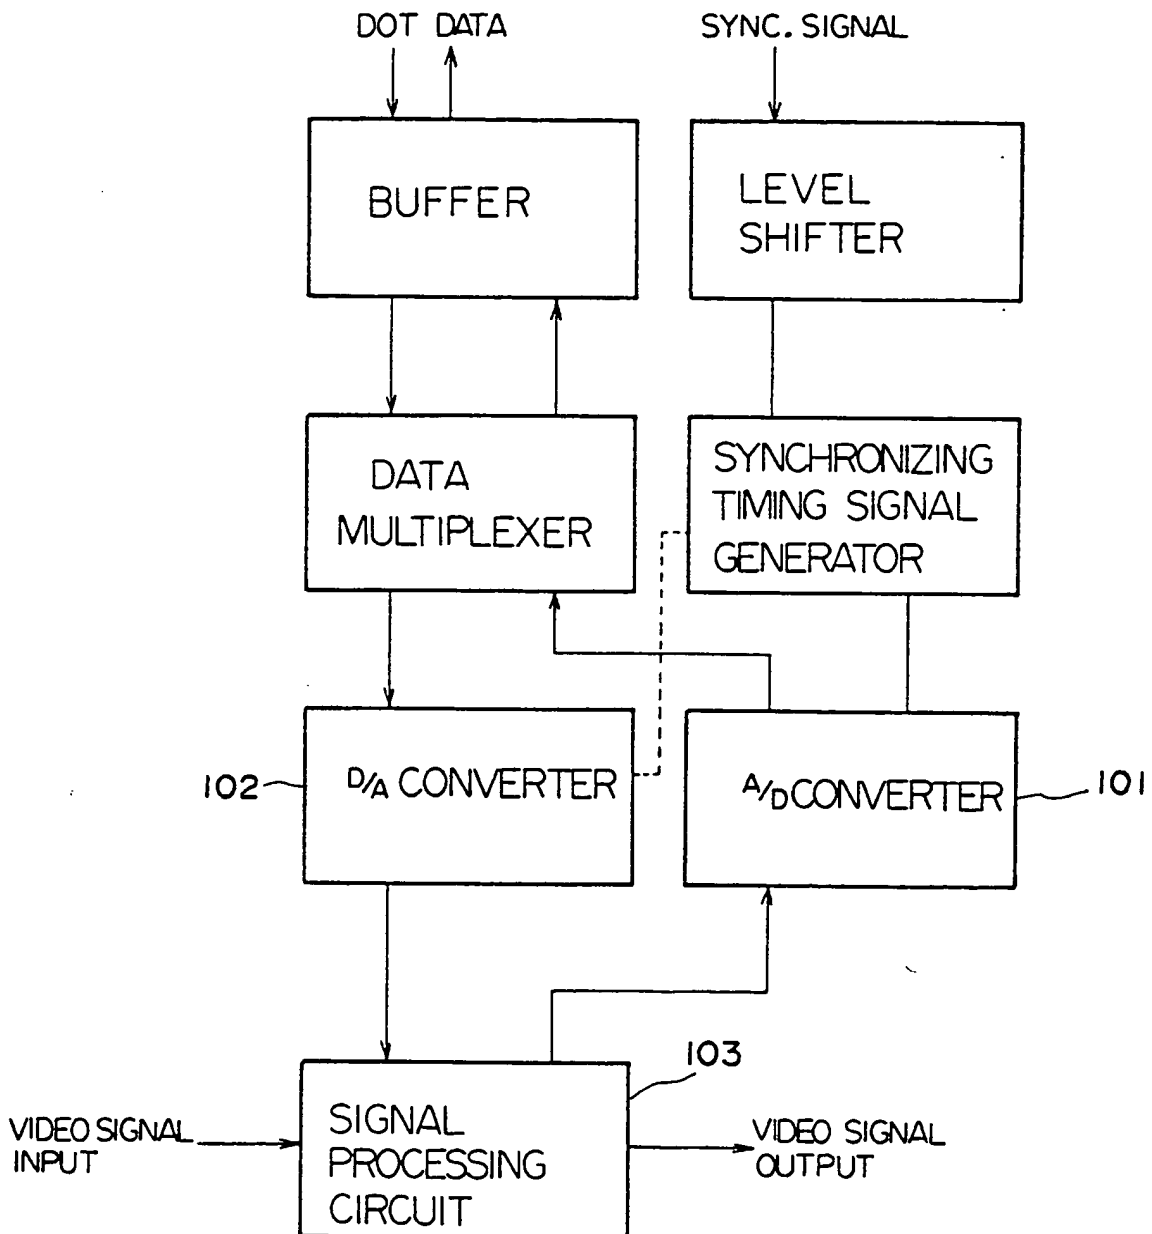 DOT DATA
SYNC. SIGNAL
BUFFER
LEVEL
SHIFTER
DATA
MULTIPLEXER
SYNCHRONIZING
TIMING SIGNAL
GENERATOR
102
D/A CONVERTER
A/D CONVERTER
101
103
VIDEO SIGNAL
INPUT
SIGNAL
PROCESSING
CIRCUIT
VIDEO SIGNAL
OUTPUT